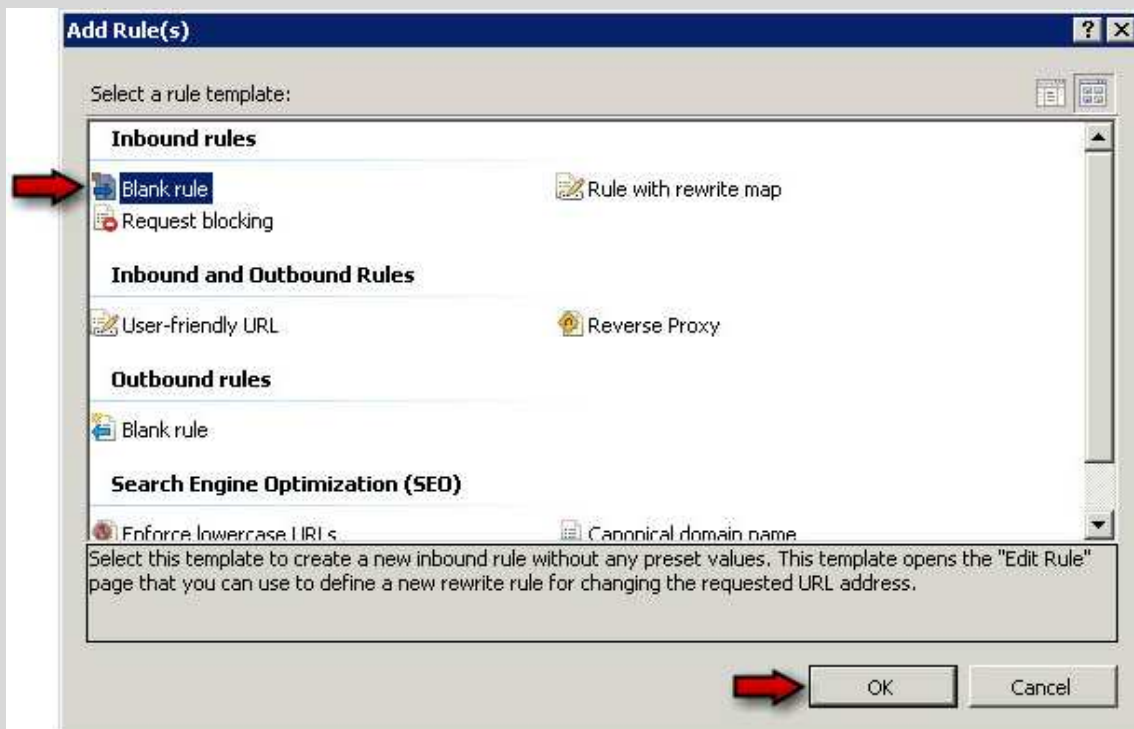 Add Rule(s)
Select a rule template:
Inbound rules
Blank rule Rule with rewrite map
Request blocking
Inbound and Outbound Rules
User-friendly URL Reverse Proxy
Outbound rules
Blank rule
Search Engine Optimization (SEO)
Enforce lowercase URLs Canonical domain name
Select this template to create a new inbound rule without any preset values. This template opens the "Edit Rule"
page that you can use to define a new rewrite rule for changing the requested URL address.
OK Cancel